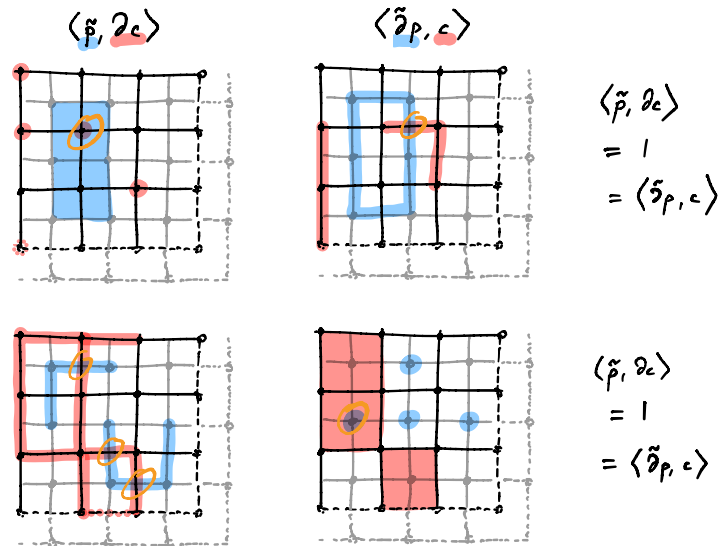 ⟨p̃, ∂c⟩
⟨∂̃p, c⟩
⟨p̃, ∂c⟩
= 1
= ⟨∂̃p, c⟩
⟨p̃, ∂c⟩
= 1
= ⟨∂̃p, c⟩